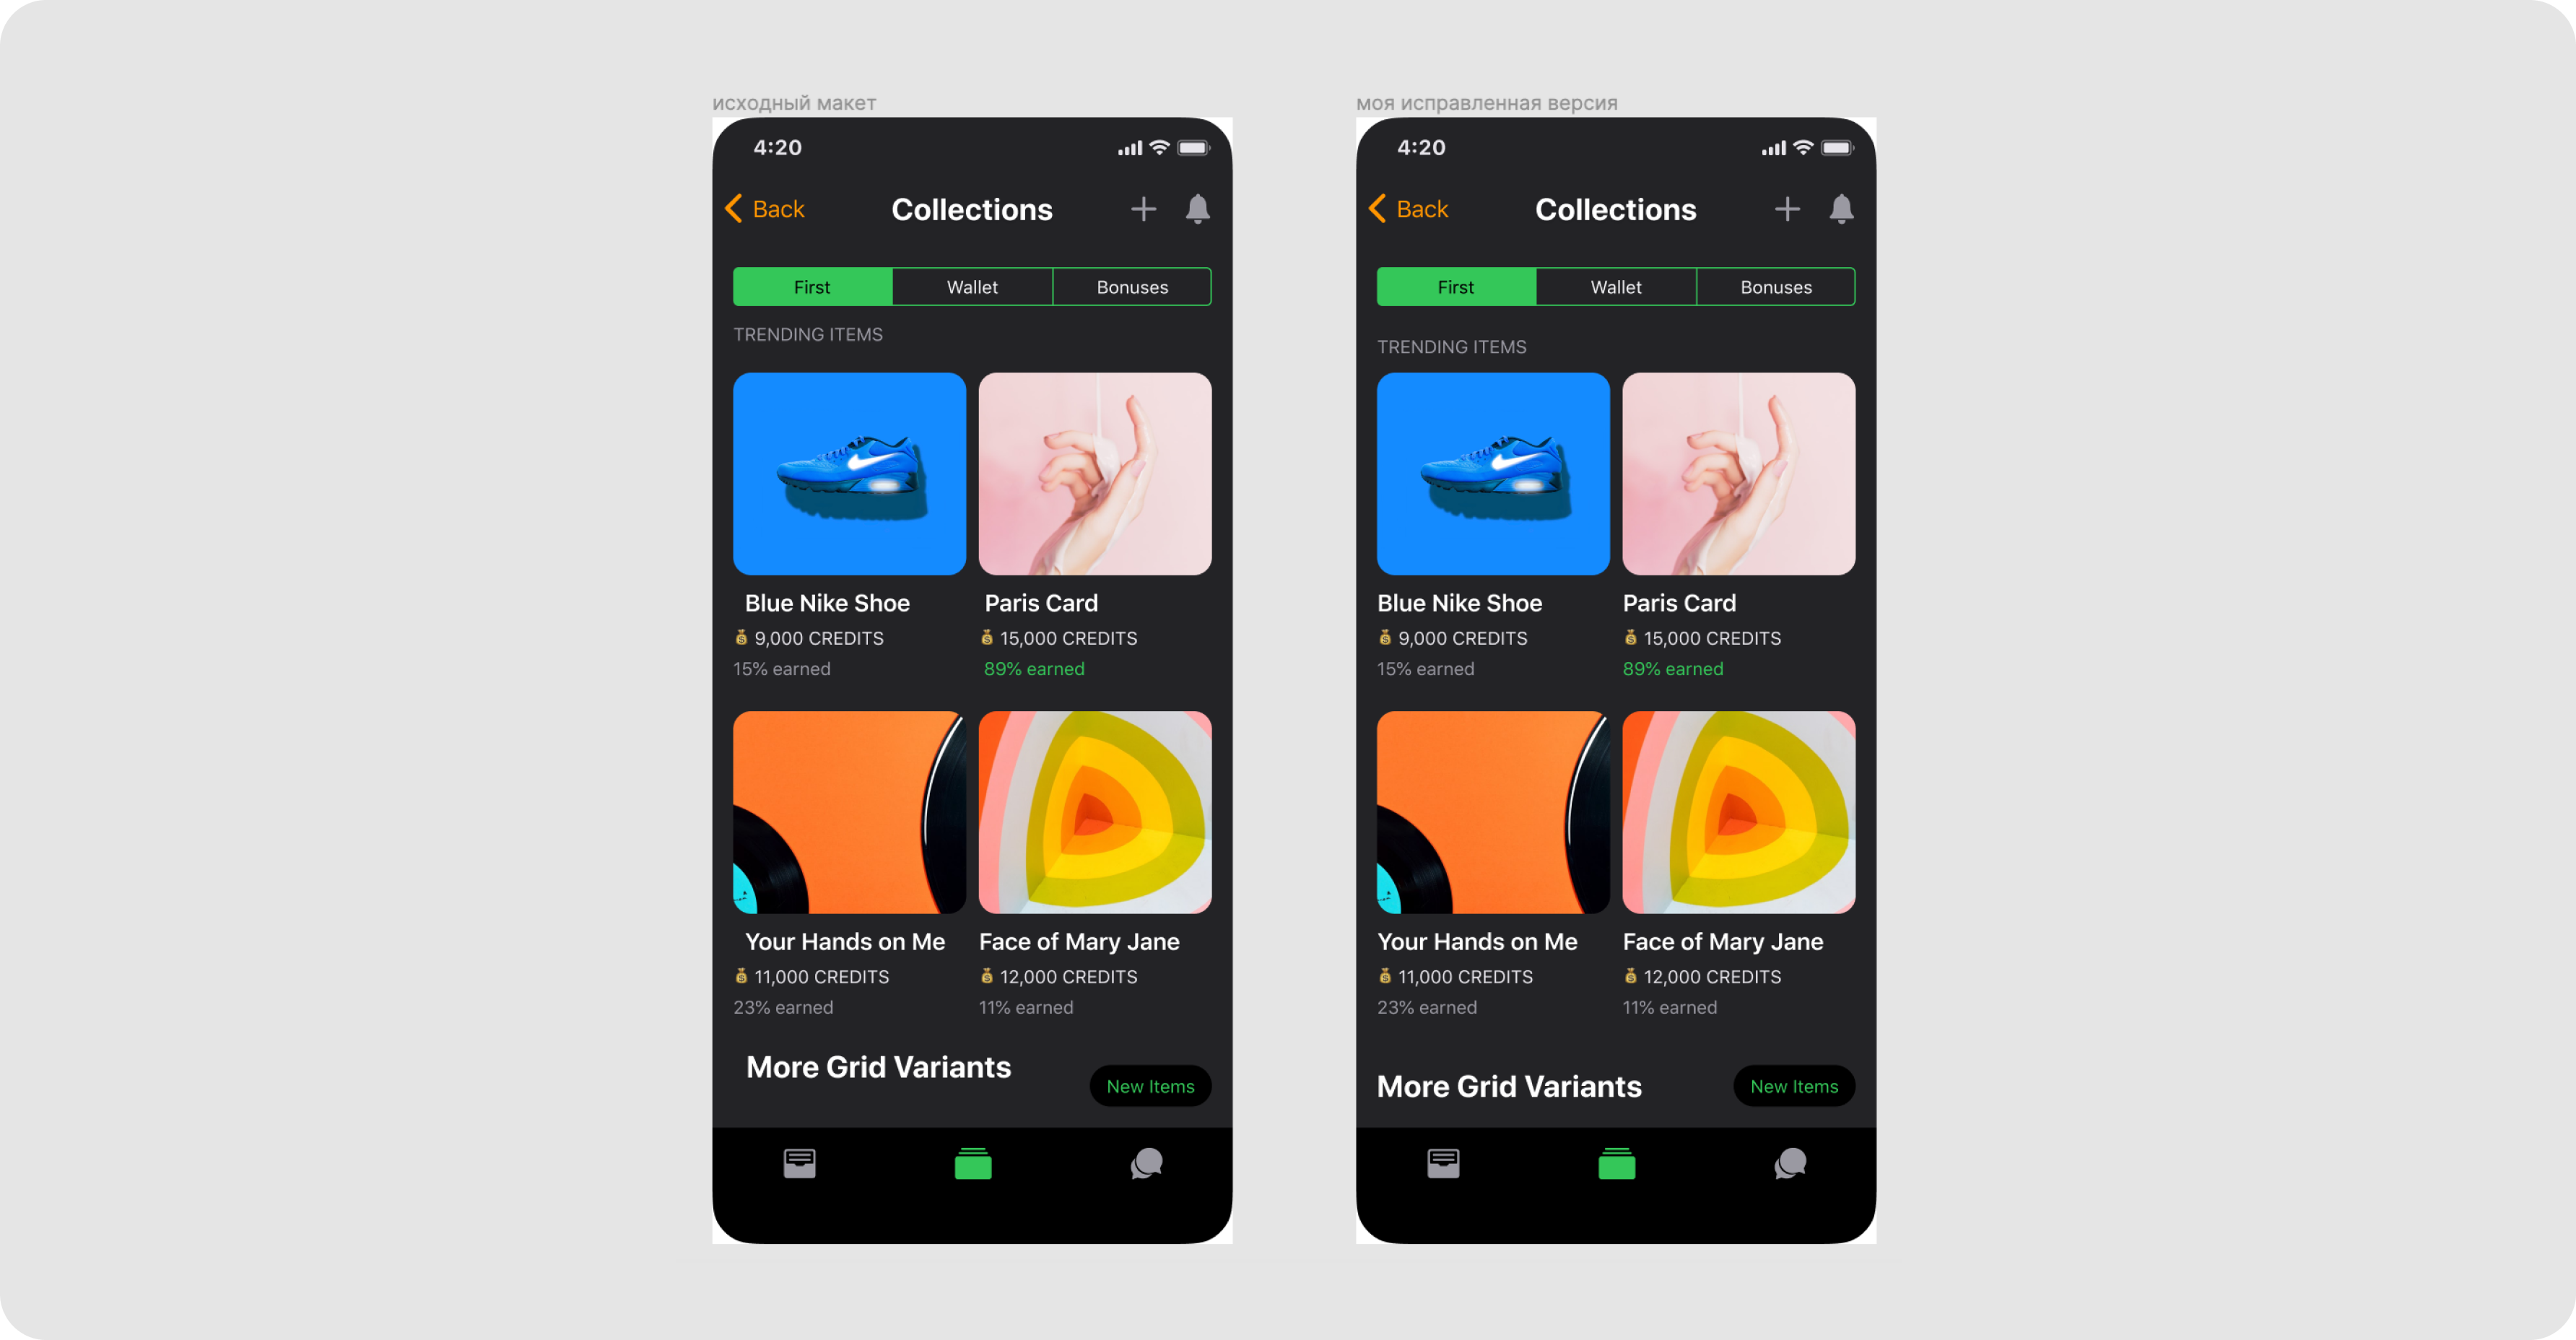 исходный макет
4:20
Back Collections
First Wallet Bonuses
TRENDING ITEMS
Blue Nike Shoe Paris Card
9,000 CREDITS 15,000 CREDITS
15% earned 89% earned
Your Hands on Me Face of Mary Jane
11,000 CREDITS 12,000 CREDITS
23% earned 11% earned
More Grid Variants
New Items
моя исправленная версия
4:20
Back Collections
First Wallet Bonuses
TRENDING ITEMS
Blue Nike Shoe Paris Card
9,000 CREDITS 15,000 CREDITS
15% earned 89% earned
Your Hands on Me Face of Mary Jane
11,000 CREDITS 12,000 CREDITS
23% earned 11% earned
More Grid Variants New Items